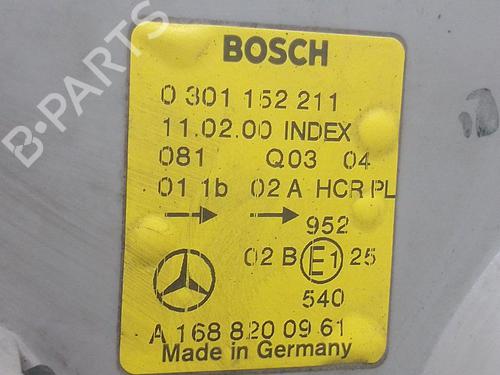 BOSCH
0 301 152 211
11.02.00 INDEX
081 Q03 04
01 1b 02A HCR PL
952
02 B E1 25
540
A 168 820 09 61
Made in Germany
B-PARTS